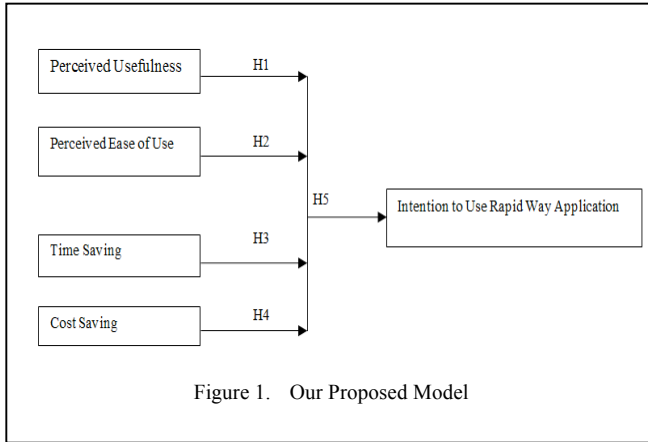 Perceived Usefulness
H1
Perceived Ease of Use
H2
H5
Intention to Use Rapid Way Application
Time Saving
H3
Cost Saving
H4
Figure 1. Our Proposed Model